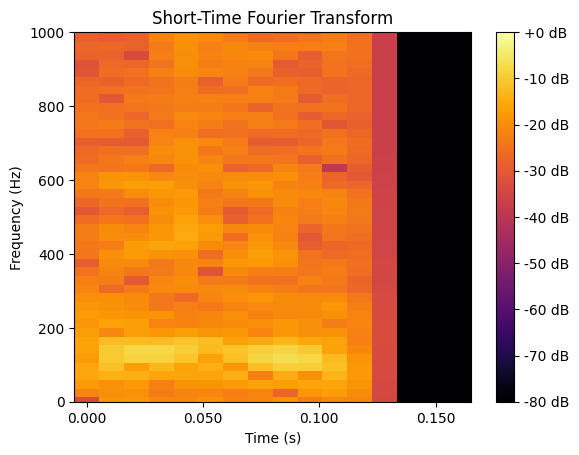 Short-Time Fourier Transform
1000
800
600
400
200
0
Frequency (Hz)
0.000
0.050
0.100
0.150
Time (s)
+0 dB
-10 dB
-20 dB
-30 dB
-40 dB
-50 dB
-60 dB
-70 dB
-80 dB